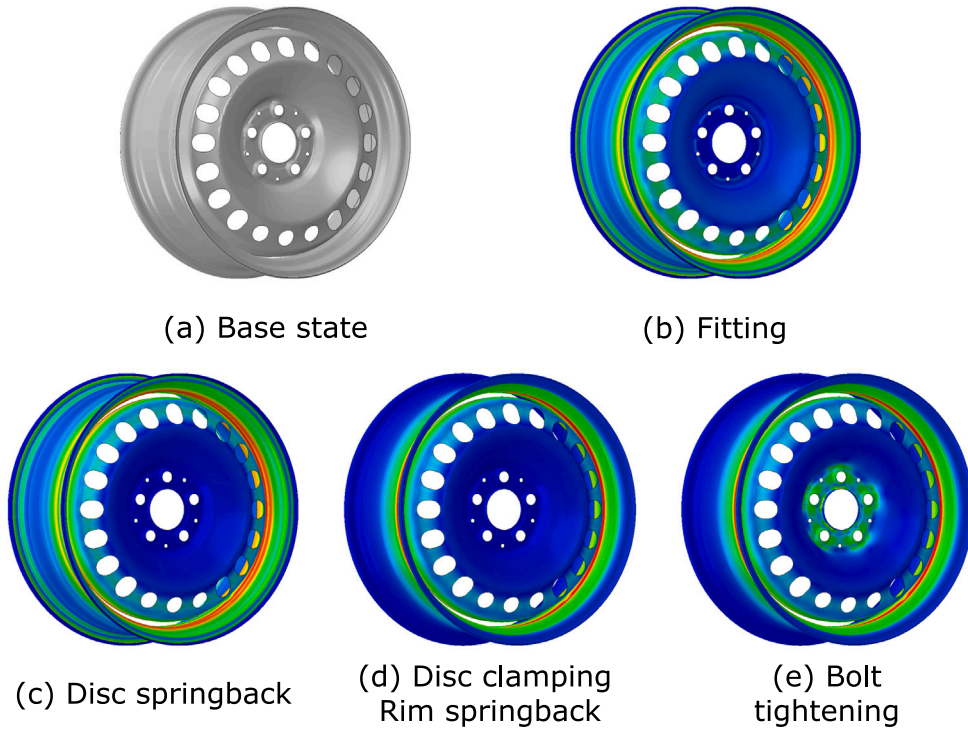 (a) Base state
(b) Fitting
(c) Disc springback
(d) Disc clamping
Rim springback
(e) Bolt
tightening